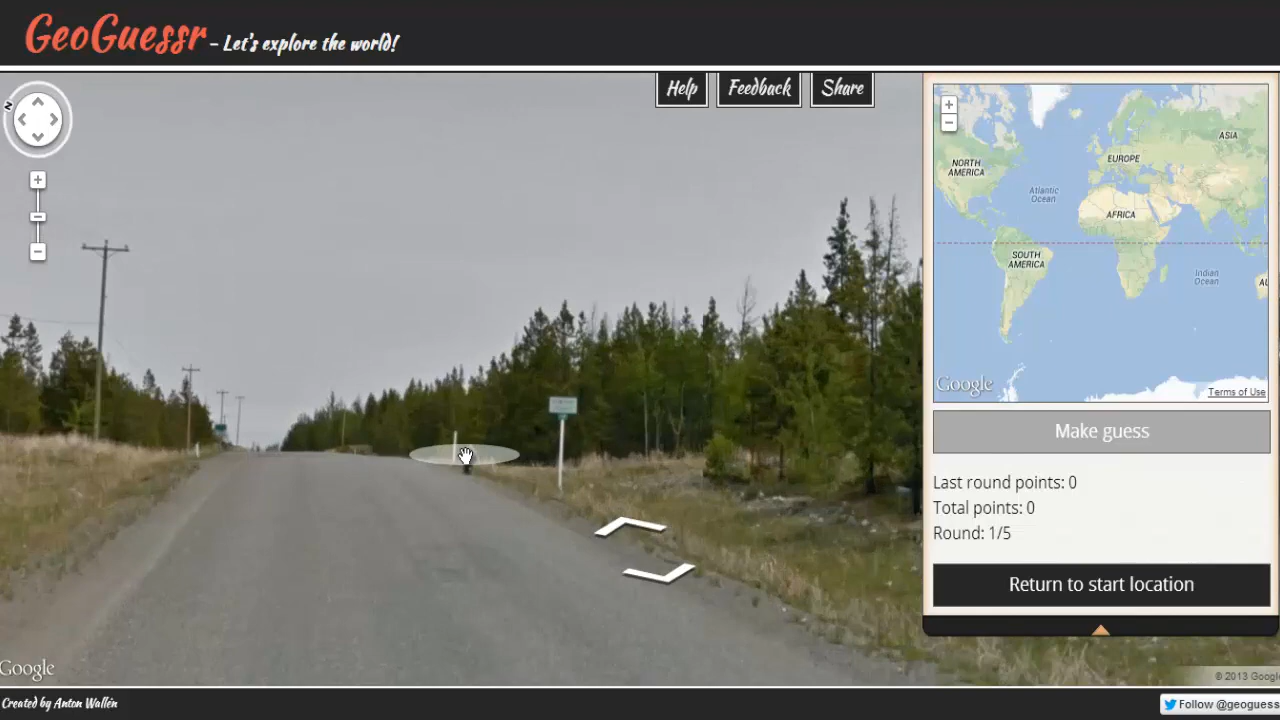 GeoGuessr – Let's explore the world!
Help
Feedback
Share
N
NORTH
AMERICA
EUROPE
ASIA
Atlantic
Ocean
AFRICA
SOUTH
AMERICA
Indian
Ocean
AU
Google
Terms of Use
Make guess
Last round points: 0
Total points: 0
Round: 1/5
Return to start location
Google
© 2013 Google
Created by Anton Wallén
Follow @geoguess